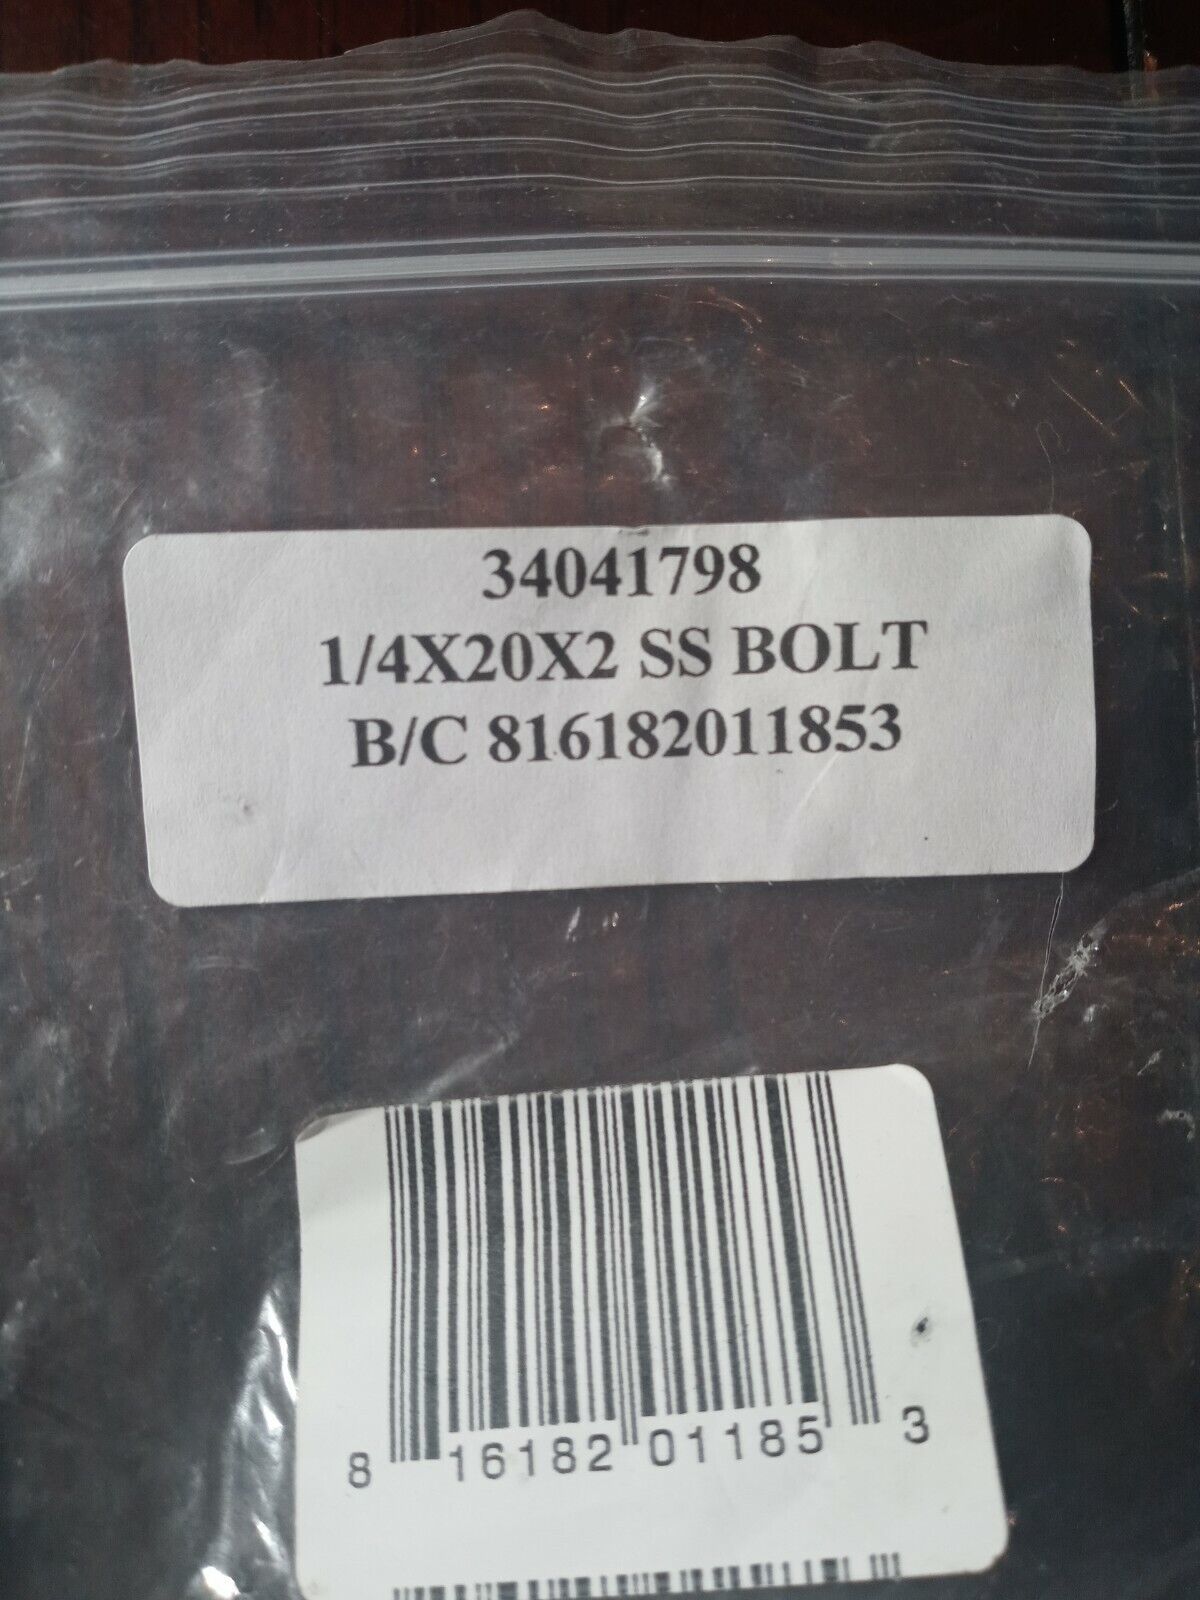 34041798
1/4X20X2 SS BOLT
B/C 816182011853
8 16182 01185 3